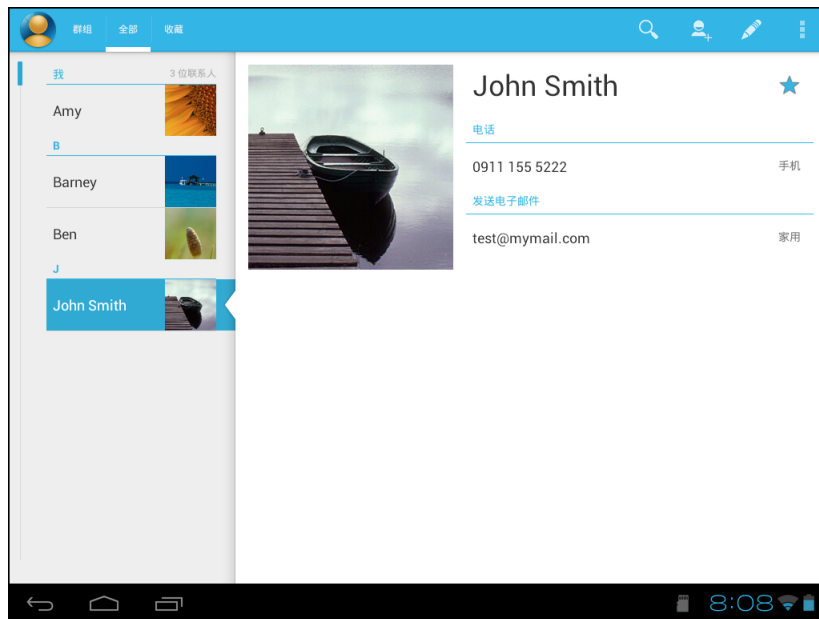 群组 全部 收藏
我 3 位联系人
Amy
B
Barney
Ben
J
John Smith
John Smith
电话
0911 155 5222 手机
发送电子邮件
test@mymail.com 家用
8:08